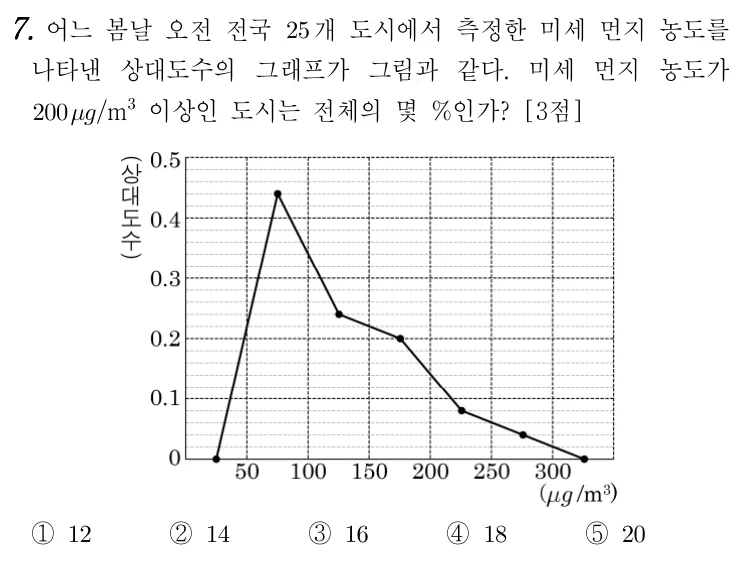 7. 어느 봄날 오전 전국 25개 도시에서 측정한 미세 먼지 농도를
나타낸 상대도수의 그래프가 그림과 같다. 미세 먼지 농도가
200μg/m³ 이상인 도시는 전체의 몇 %인가? [3점]
(상대도수)
0.5
0.4
0.3
0.2
0.1
0
50 100 150 200 250 300
(μg/m³)
① 12 ② 14 ③ 16 ④ 18 ⑤ 20